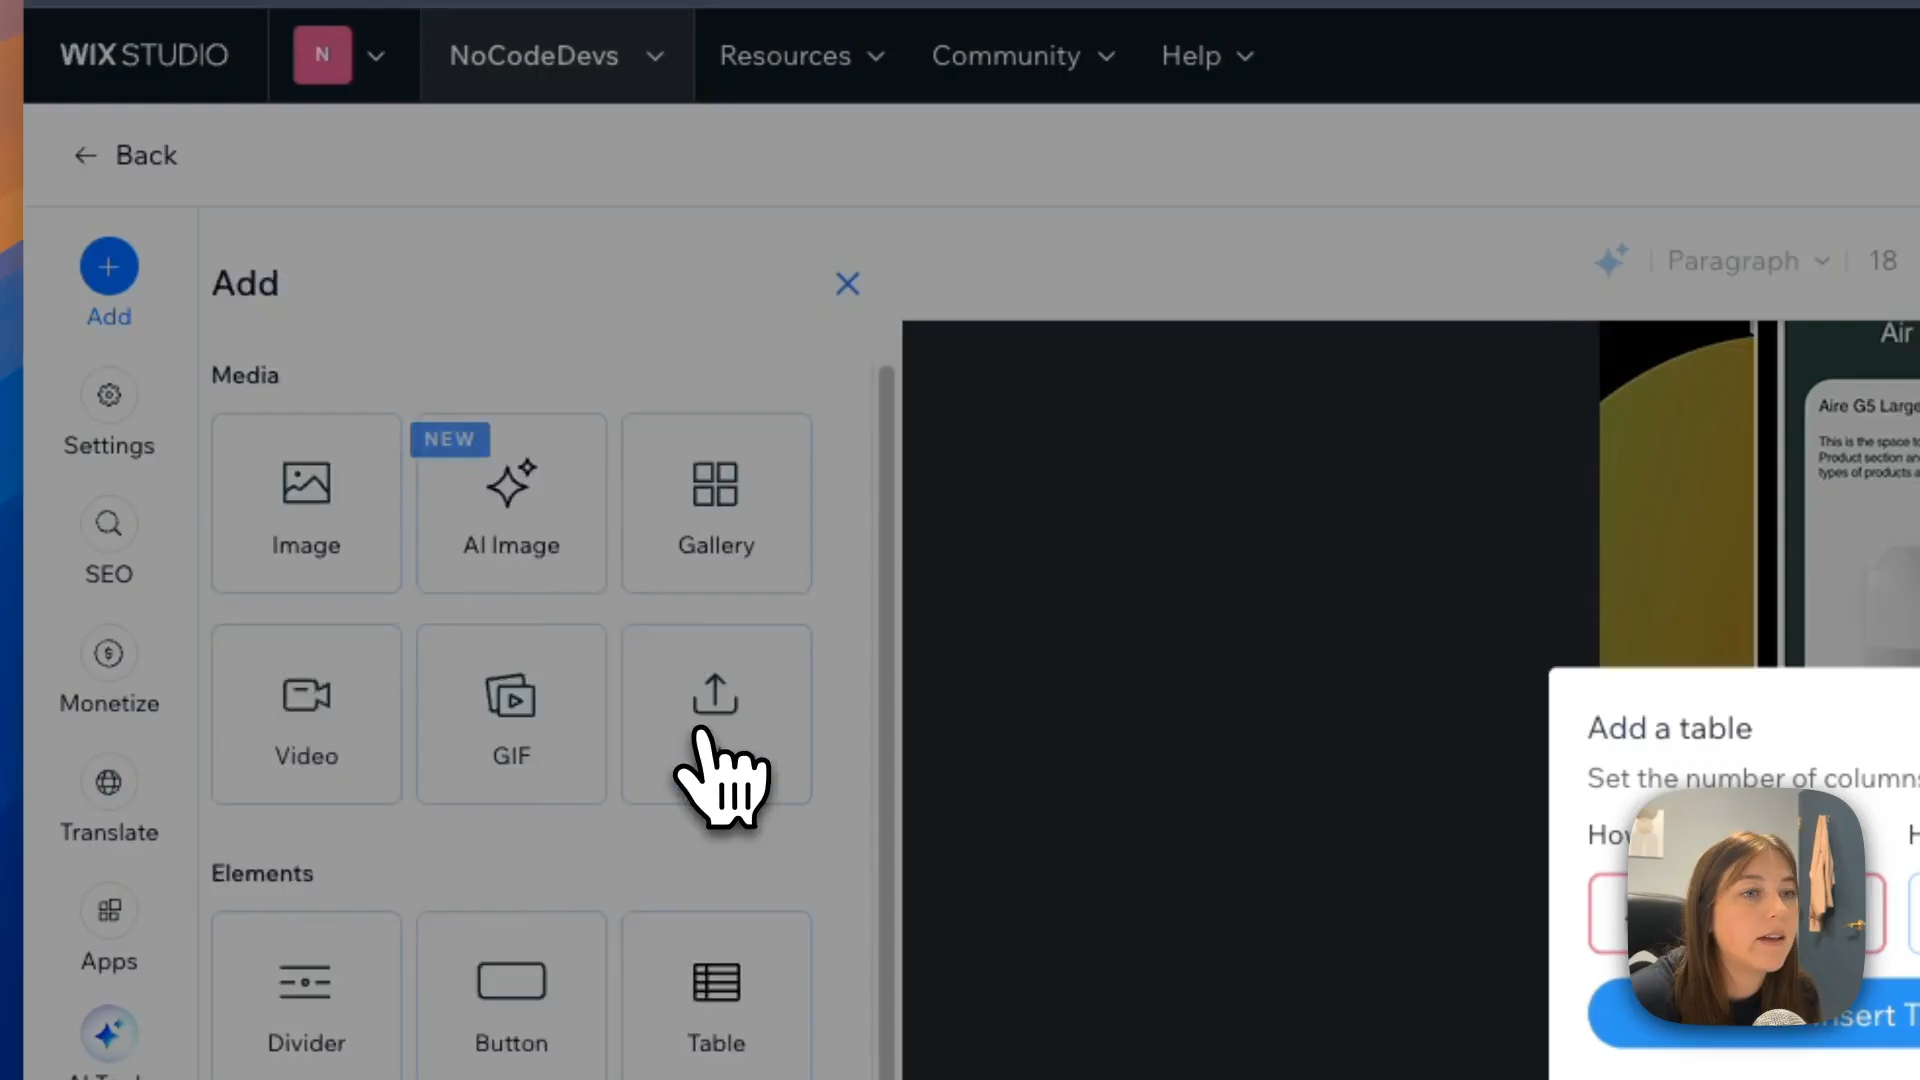 WIX STUDIO
N
NoCodeDevs
Resources
Community
Help
Back
Add
Settings
SEO
Monetize
Translate
Apps
Add
Media
Image
NEW
AI Image
Gallery
Video
GIF
Elements
Divider
Button
Table
Paragraph
18
Air
Aire G5 Large
This is the space to
Product section an
types of products a
Add a table
Set the number of columns